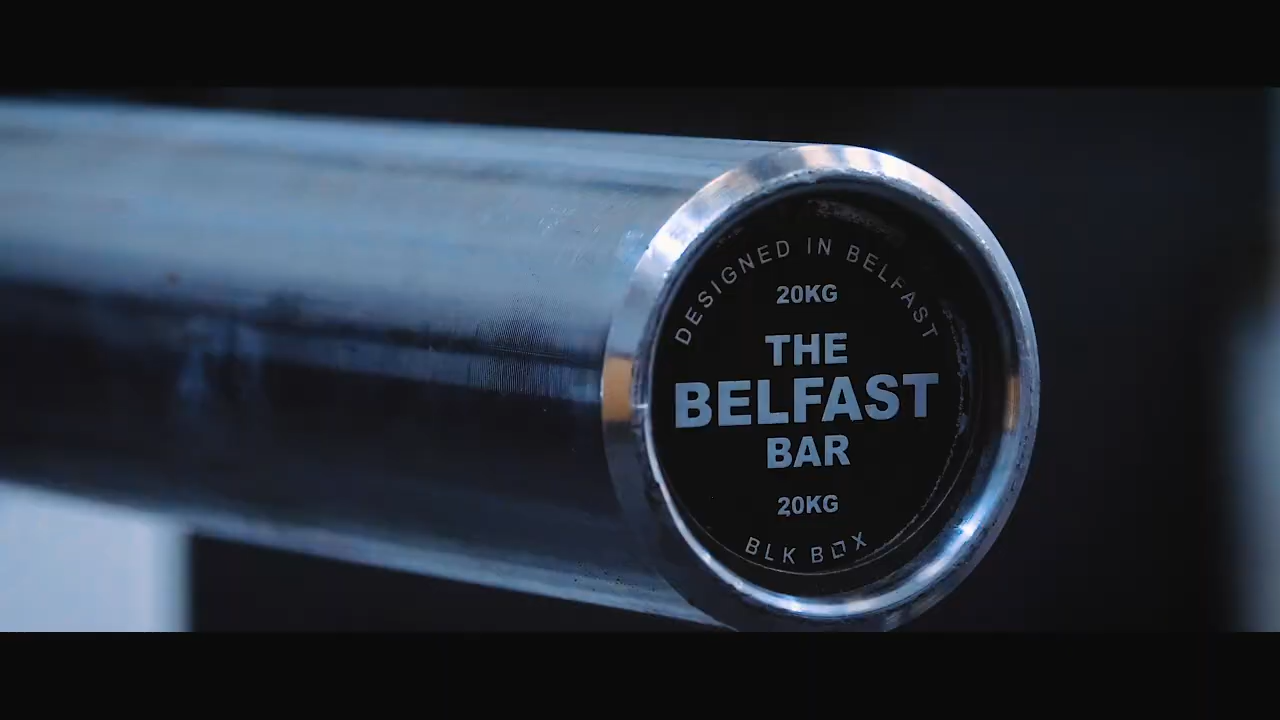 DESIGNED IN BELFAST
20KG
THE
BELFAST
BAR
20KG
BLK BOX